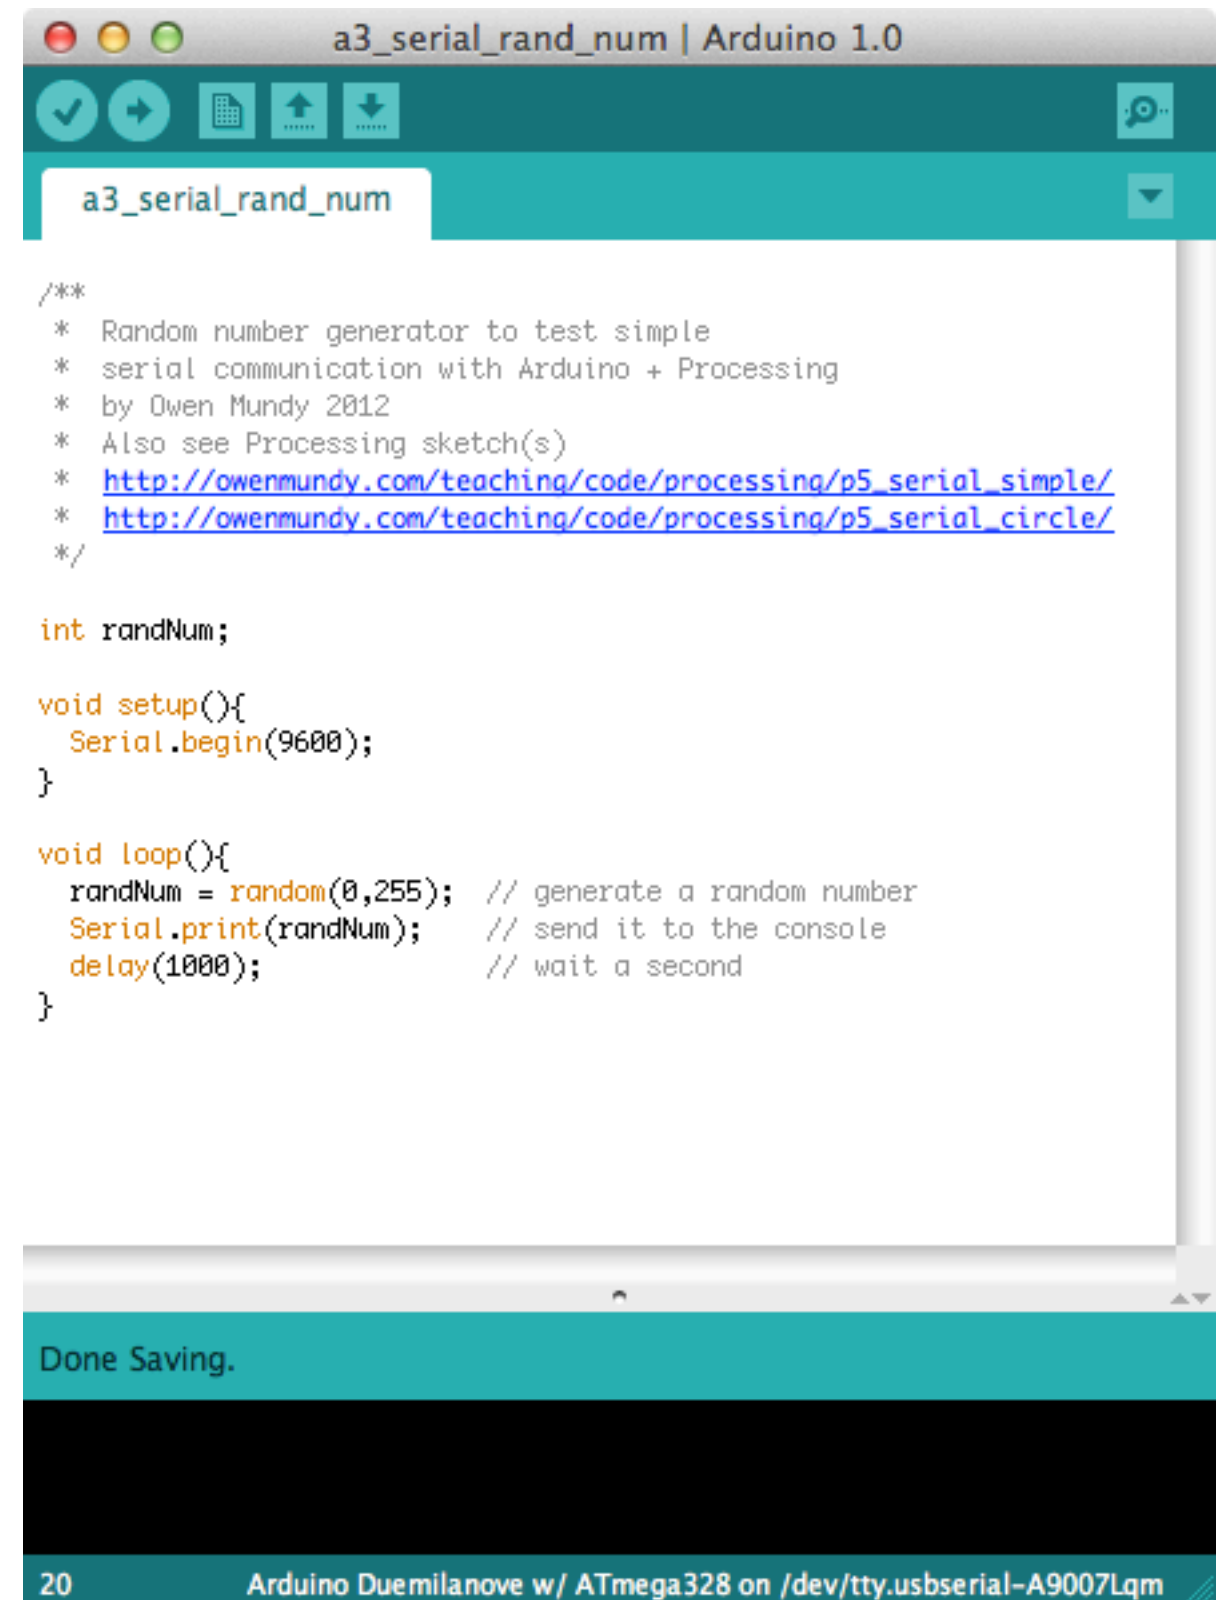 a3_serial_rand_num | Arduino 1.0
a3_serial_rand_num
/**
 *  Random number generator to test simple
 *  serial communication with Arduino + Processing
 *  by Owen Mundy 2012
 *  Also see Processing sketch(s)
 *  http://owenmundy.com/teaching/code/processing/p5_serial_simple/
 *  http://owenmundy.com/teaching/code/processing/p5_serial_circle/
 */
int randNum;
void setup(){
  Serial.begin(9600);
}
void loop(){
  randNum = random(0,255);  // generate a random number
  Serial.print(randNum);    // send it to the console
  delay(1000);              // wait a second
}
Done Saving.
20 Arduino Duemilanove w/ ATmega328 on /dev/tty.usbserial-A9007Lqm